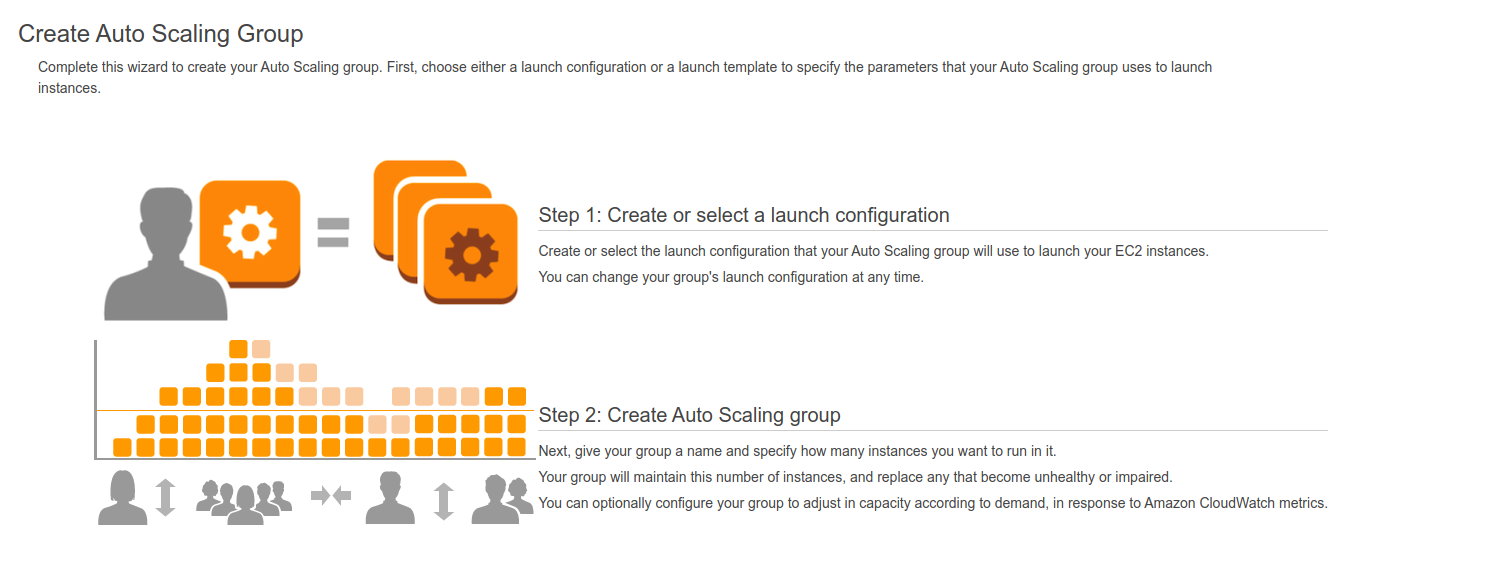 Create Auto Scaling Group
Complete this wizard to create your Auto Scaling group. First, choose either a launch configuration or a launch template to specify the parameters that your Auto Scaling group uses to launch
instances.
Step 1: Create or select a launch configuration
Create or select the launch configuration that your Auto Scaling group will use to launch your EC2 instances.
You can change your group's launch configuration at any time.
Step 2: Create Auto Scaling group
Next, give your group a name and specify how many instances you want to run in it.
Your group will maintain this number of instances, and replace any that become unhealthy or impaired.
You can optionally configure your group to adjust in capacity according to demand, in response to Amazon CloudWatch metrics.